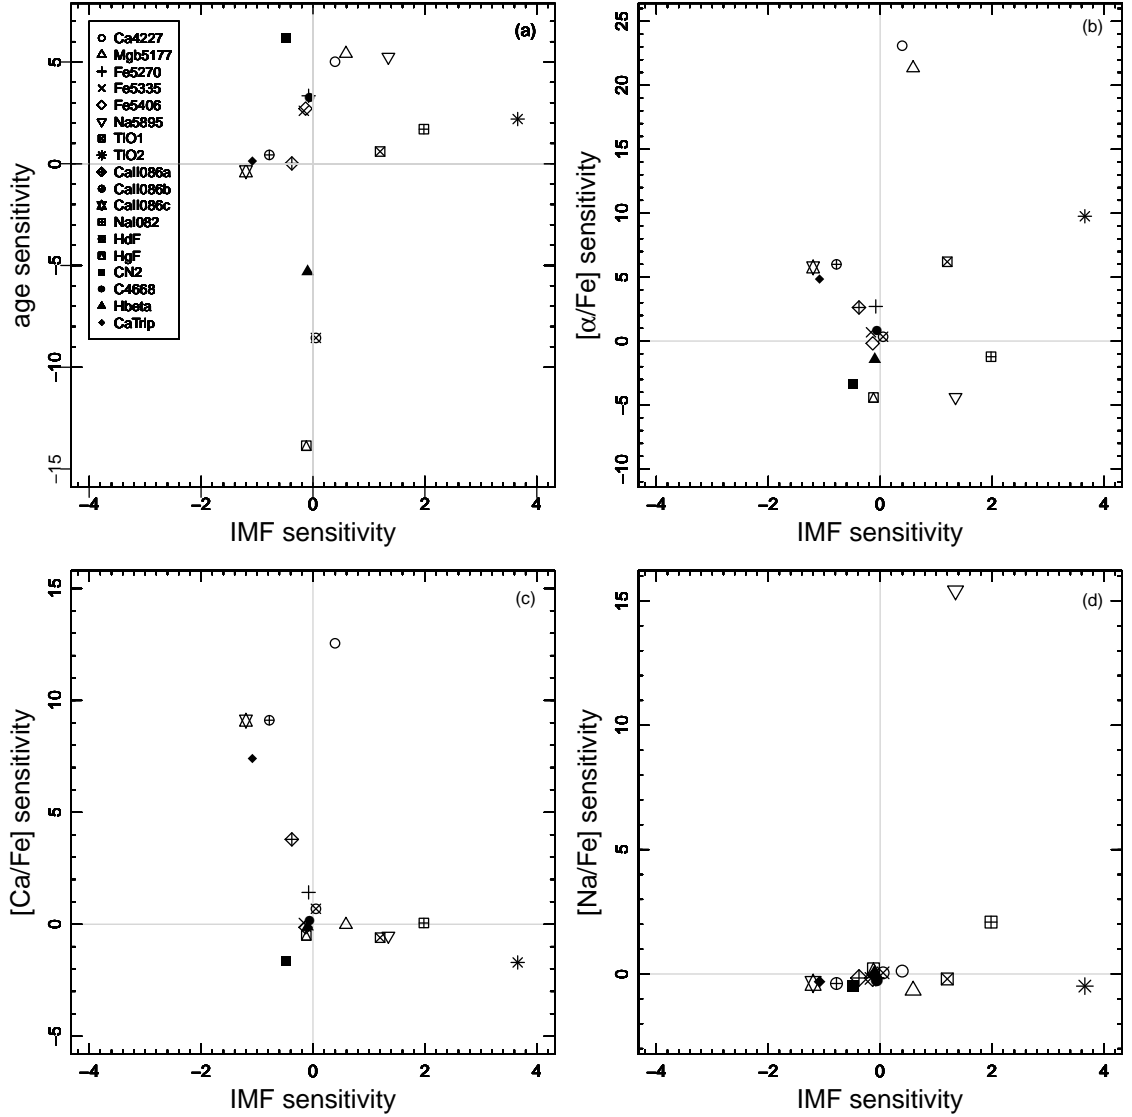 (a)
Ca4227
Mgb5177
Fe5270
Fe5335
Fe5406
Na5895
TiO1
TiO2
CaII086a
CaII086b
CaII086c
NaI082
HdF
HgF
CN2
C4668
Hbeta
CaTrip
5
0
−5
−10
−15
age sensitivity
−4 −2 0 2 4
IMF sensitivity
(b)
25
20
15
10
5
0
−5
−10
[α/Fe] sensitivity
−4 −2 0 2 4
IMF sensitivity
(c)
15
10
5
0
−5
[Ca/Fe] sensitivity
−4 −2 0 2 4
IMF sensitivity
(d)
15
10
5
0
[Na/Fe] sensitivity
−4 −2 0 2 4
IMF sensitivity